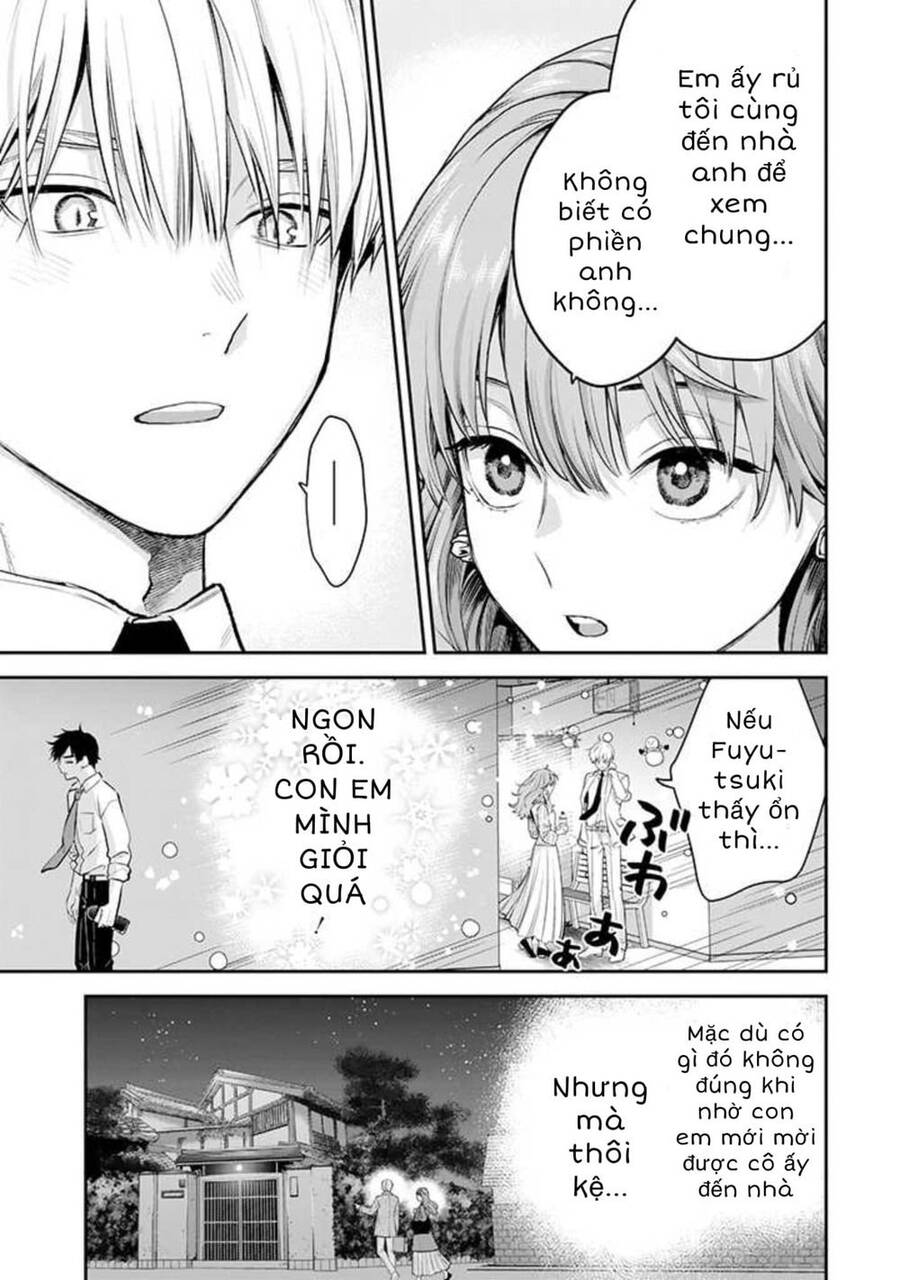 Em ấy rủ
tôi cùng
đến nhà
anh để
xem
chung...
Không
biết có
phiền
anh
không...
Nếu
Fuyu-
tsuki
thấy ổn
thì...
ぶわあぁ
NGON
RỒI.
CON EM
MÌNH
GIỎI
QUÁ
!
Mặc dù có
gì đó không
đúng khi
nhờ con
em mới mời
được cô ấy
đến nhà
Nhưng
mà
thôi
kệ...